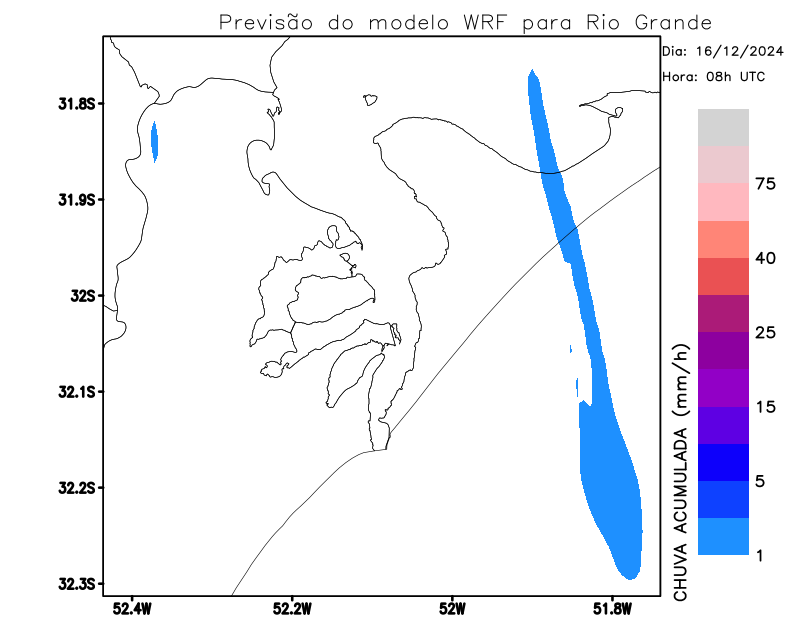 Previsão do modelo WRF para Rio Grande
Dia: 16/12/2024
Hora: 08h UTC
31.8S
31.9S
32S
32.1S
32.2S
32.3S
52.4W
52.2W
52W
51.8W
75
40
25
15
5
1
CHUVA ACUMULADA (mm/h)